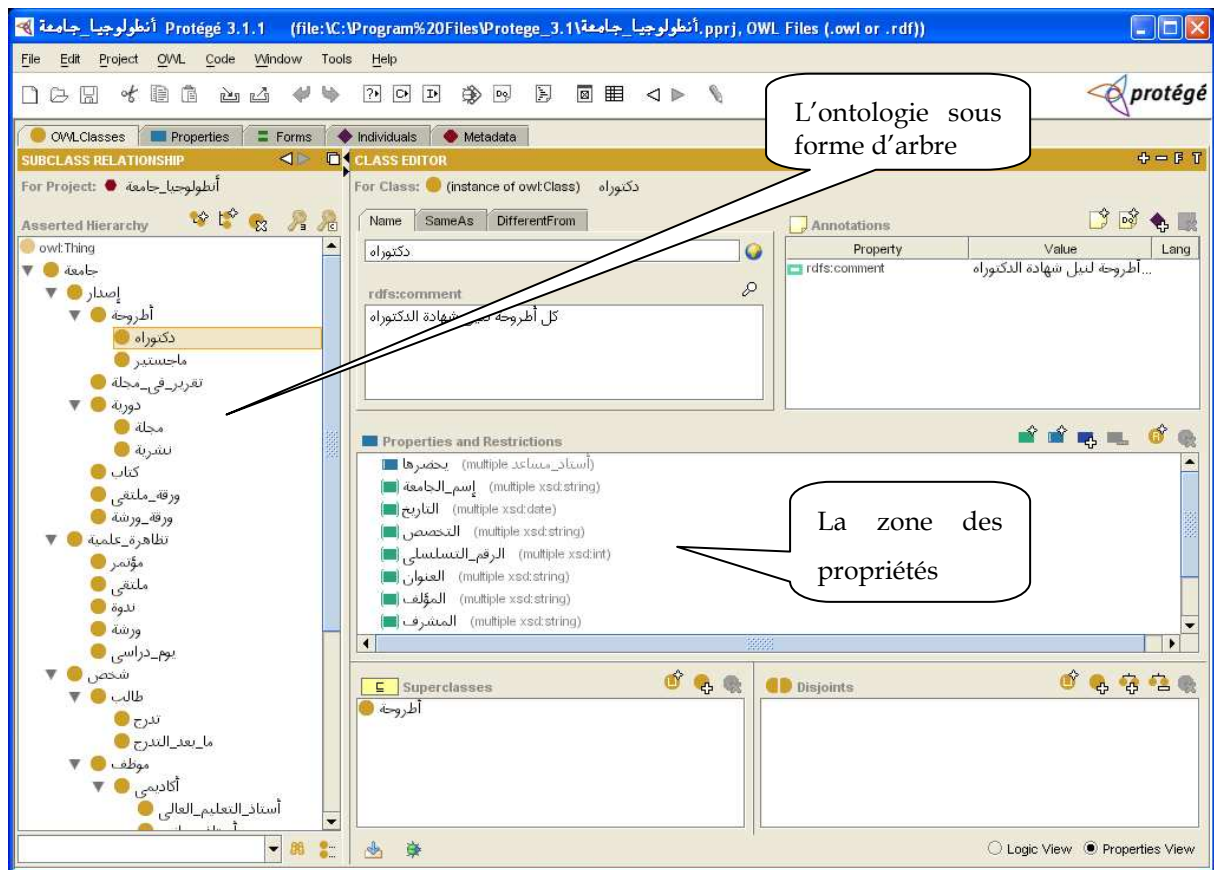 أنطولوجيا_جامعة Protégé 3.1.1 (file:\C:\Program%20Files\Protege_3.1\أنطولوجيا_جامعة.pprj, OWL Files (.owl or .rdf))
File Edit Project OWL Code Window Tools Help
protégé
L'ontologie sous
forme d'arbre
OWLClasses Properties Forms Individuals Metadata
SUBCLASS RELATIONSHIP
For Project: أنطولوجيا_جامعة
Asserted Hierarchy
owl:Thing
جامعة
إصدار
أطروحة
دكتوراه
ماجستير
تقرير_في_مجلة
دورية
مجلة
نشرية
كتاب
ورقة_ملتقى
ورقة_ورشة
تظاهرة_علمية
مؤتمر
ملتقى
ندوة
ورشة
يوم_دراسي
شخص
طالب
تدرج
ما_بعد_التدرج
موظف
أكاديمي
أستاذ_التعليم_العالي
CLASS EDITOR
For Class: (instance of owl:Class) دكتوراه
Name SameAs DifferentFrom
دكتوراه
rdfs:comment
كل أطروحة لنيل شهادة الدكتوراه
Annotations
Property Value Lang
rdfs:comment أطروحة لنيل شهادة الدكتوراه...
Properties and Restrictions
يحضرها (multiple أستاذ_مساعد)
إسم_الجامعة (multiple xsd:string)
التاريخ (multiple xsd:date)
التخصص (multiple xsd:string)
الرقم_التسلسلي (multiple xsd:int)
العنوان (multiple xsd:string)
المؤلف (multiple xsd:string)
المشرف (multiple xsd:string)
La zone des
propriétés
Superclasses
أطروحة
Disjoints
Logic View Properties View